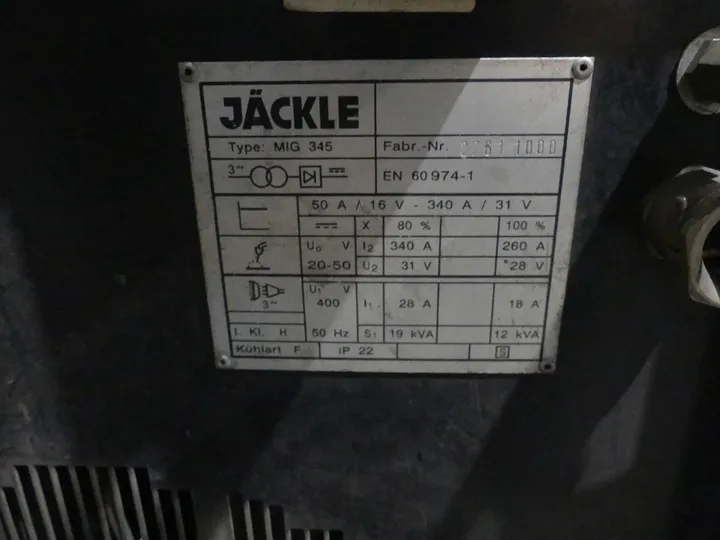 JÄCKLE
Type: MIG 345 Fabr.-Nr.
3~ EN 60974-1
50 A / 16 V - 340 A / 31 V
X 80 % 100 %
U₀ V I₂ 340 A 260 A
20-50 U₂ 31 V 28 V
U₁ V
3~ 400 I₁ 28 A 18 A
I. Kl. H 50 Hz S₁ 19 kVA 12 kVA
Kühlart F IP 22 S